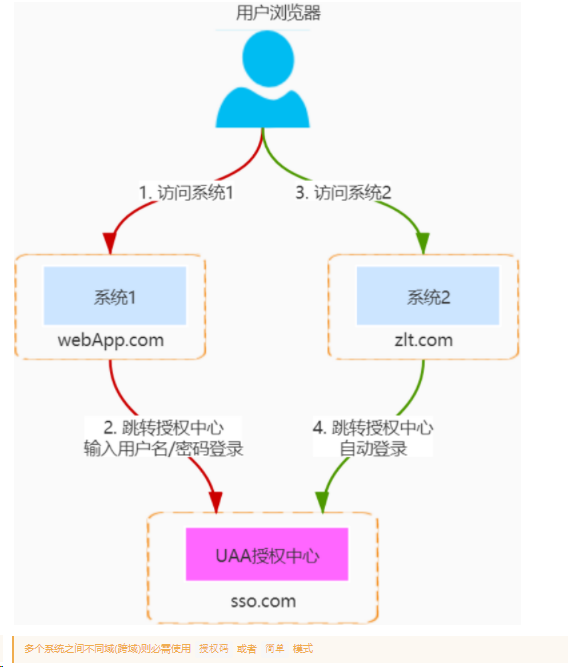 用户浏览器
1. 访问系统1
3. 访问系统2
系统1
系统2
webApp.com
zlt.com
2. 跳转授权中心
输入用户名/密码登录
4. 跳转授权中心
自动登录
UAA授权中心
sso.com
多个系统之间不同域(跨域)则必需使用 授权码 或者 简单 模式